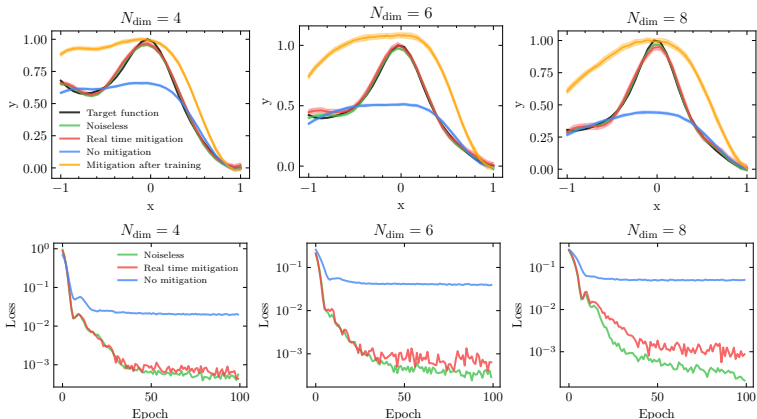 N_dim = 4
1.00
0.75
0.50
0.25
0.00
y
Target function
Noiseless
Real time mitigation
No mitigation
Mitigation after training
−1
0
1
x
N_dim = 6
1.0
0.5
0.0
y
−1
0
1
x
N_dim = 8
1.00
0.75
0.50
0.25
0.00
y
−1
0
1
x
N_dim = 4
10^0
10^−1
10^−2
10^−3
Loss
Noiseless
Real time mitigation
No mitigation
0
50
100
Epoch
N_dim = 6
10^−1
10^−2
10^−3
Loss
0
50
100
Epoch
N_dim = 8
10^−1
10^−2
10^−3
Loss
0
50
100
Epoch